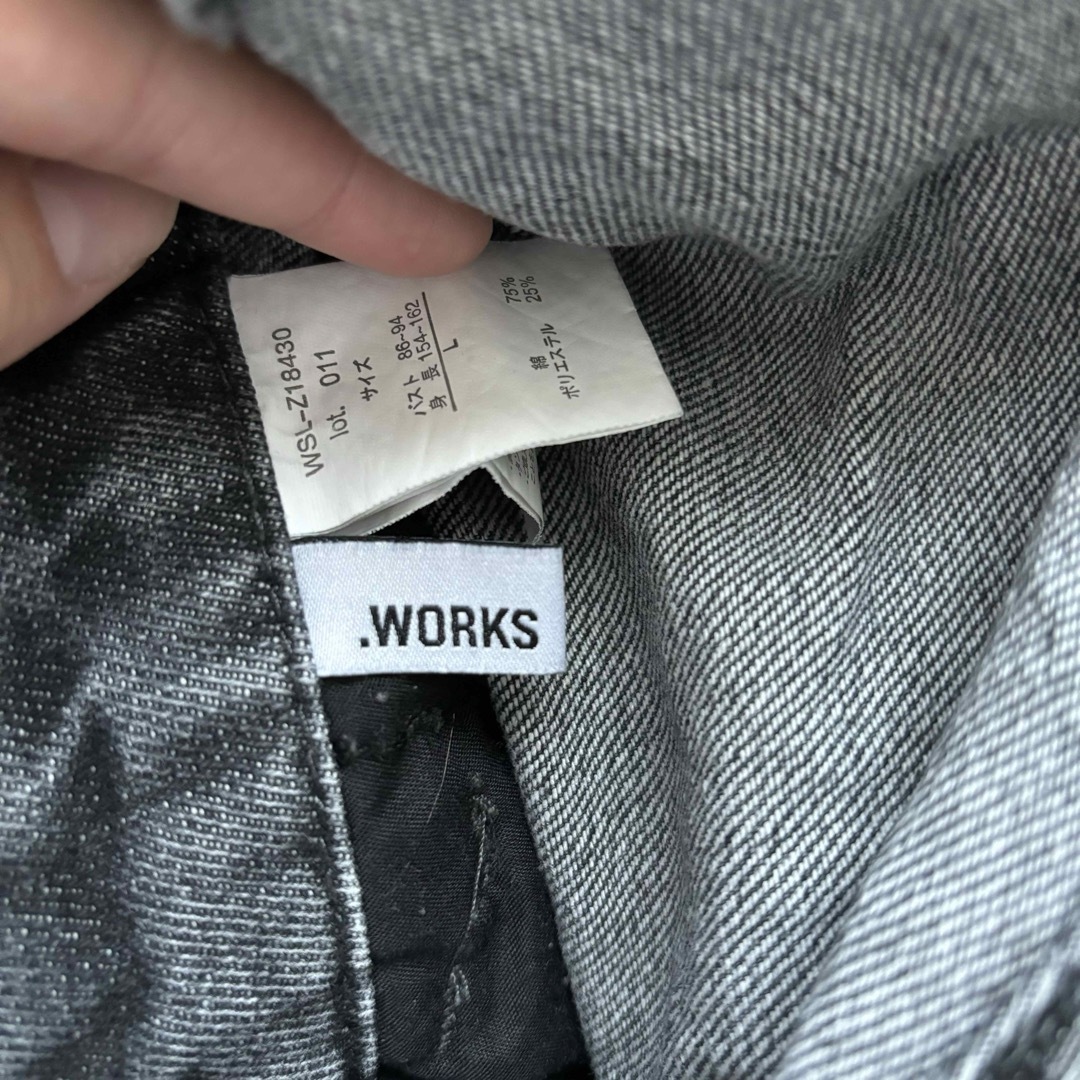 WSL-Z18430
lot. 011
サイズ
バスト 86~94
身 長 154~162
L
綿 75%
ポリエステル 25%
.WORKS